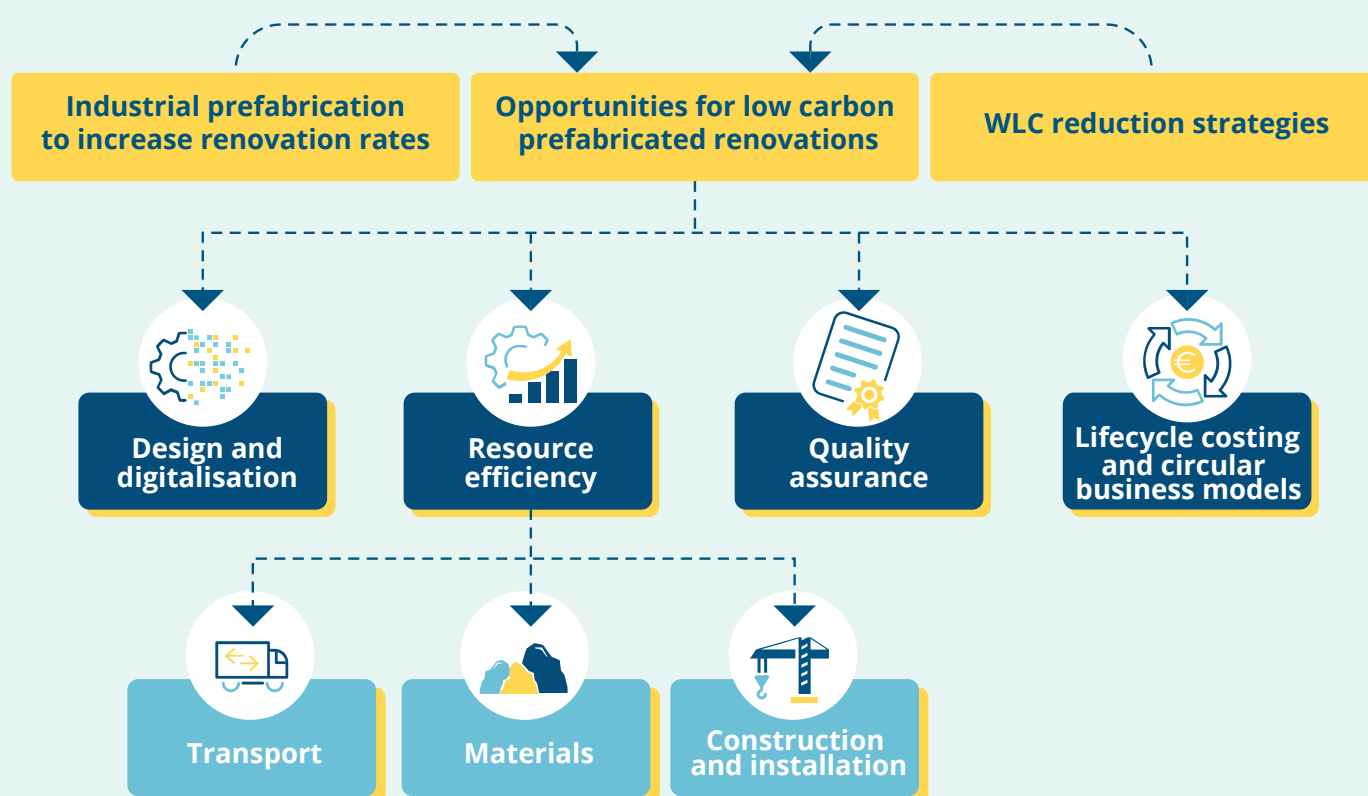 Industrial prefabrication
to increase renovation rates
Opportunities for low carbon
prefabricated renovations
WLC reduction strategies
Design and
digitalisation
Resource
efficiency
Quality
assurance
€
Lifecycle costing
and circular
business models
Transport
Materials
Construction
and installation